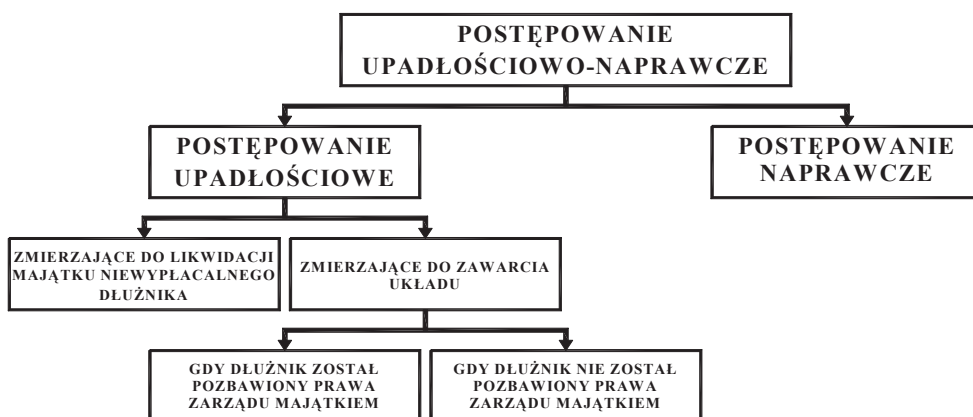 POSTĘPOWANIE
UPADŁOŚCIOWO-NAPRAWCZE
POSTĘPOWANIE
UPADŁOŚCIOWE
POSTĘPOWANIE
NAPRAWCZE
ZMIERZAJĄCE DO LIKWIDACJI
MAJĄTKU NIEWYPŁACALNEGO
DŁUŻNIKA
ZMIERZAJĄCE DO ZAWARCIA
UKŁADU
GDY DŁUŻNIK ZOSTAŁ
POZBAWIONY PRAWA
ZARZĄDU MAJĄTKIEM
GDY DŁUŻNIK NIE ZOSTAŁ
POZBAWIONY PRAWA
ZARZĄDU MAJĄTKIEM